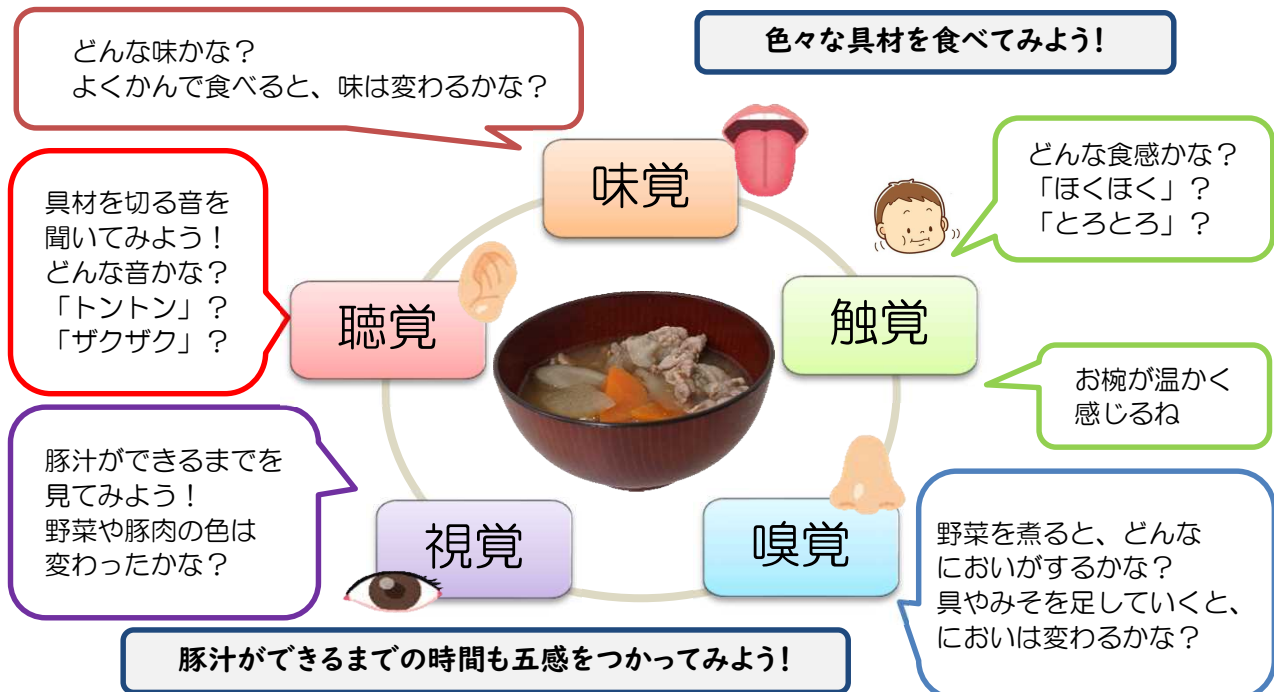 色々な具材を食べてみよう！
どんな味かな？
よくかんで食べると、味は変わるかな？
味覚
どんな食感かな？
「ほくほく」？
「とろとろ」？
具材を切る音を
聞いてみよう！
どんな音かな？
「トントン」？
「ザクザク」？
聴覚
触覚
お椀が温かく
感じるね
豚汁ができるまでを
見てみよう！
野菜や豚肉の色は
変わったかな？
視覚
嗅覚
野菜を煮ると、どんな
においがするかな？
具やみそを足していくと、
においは変わるかな？
豚汁ができるまでの時間も五感をつかってみよう！